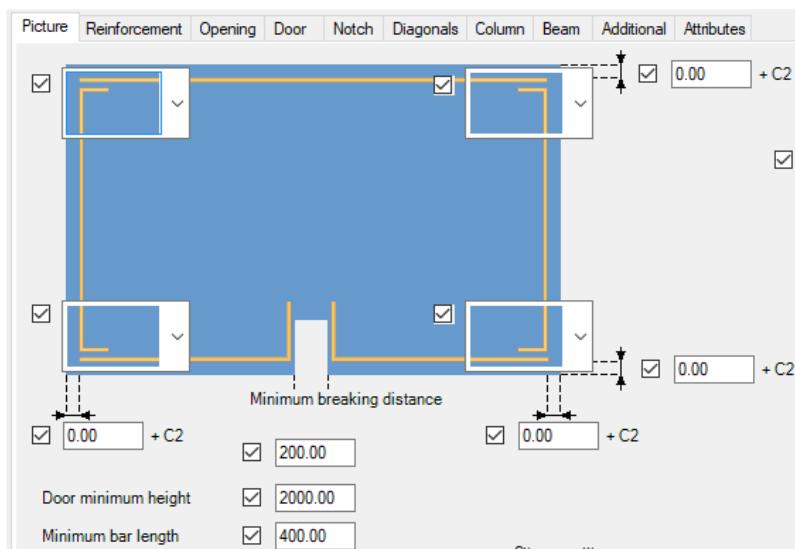 Picture Reinforcement Opening Door Notch Diagonals Column Beam Additional Attributes
0.00 + C2
0.00 + C2
Minimum breaking distance
0.00 + C2
0.00 + C2
200.00
Door minimum height 2000.00
Minimum bar length 400.00